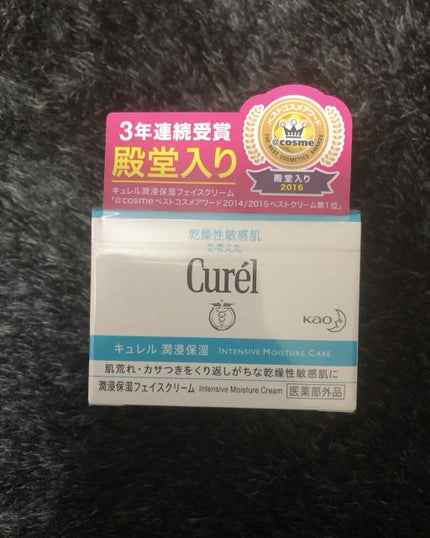 ベストコスメアワード
@cosme
THE BEST COSMETICS AWARDS
殿堂入り
2016
3年連続受賞
殿堂入り
キュレル潤浸保湿フェイスクリーム
「@cosmeベストコスメアワード2014/2015ベストクリーム第1位」
乾燥性敏感肌
を考えた
Curél
Kao
キュレル 潤浸保湿 INTENSIVE MOISTURE CARE
肌荒れ・カサつきをくり返しがちな乾燥性敏感肌に
潤浸保湿フェイスクリーム Intensive Moisture Cream 医薬部外品